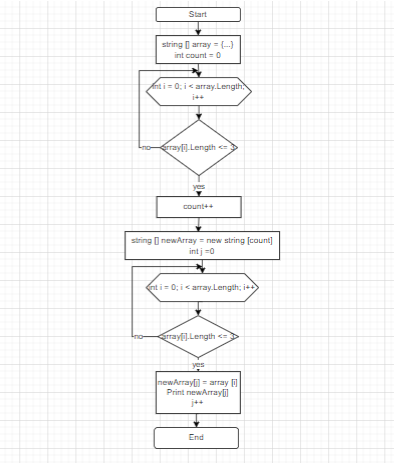 Start
string [] array = {...}
int count = 0
int i = 0; i < array.Length;
i++
no
array[i].Length <= 3
yes
count++
string [] newArray = new string [count]
int j =0
int i = 0; i < array.Length; i++
no
array[i].Length <= 3
yes
newArray[j] = array [i]
Print newArray[j]
j++
End